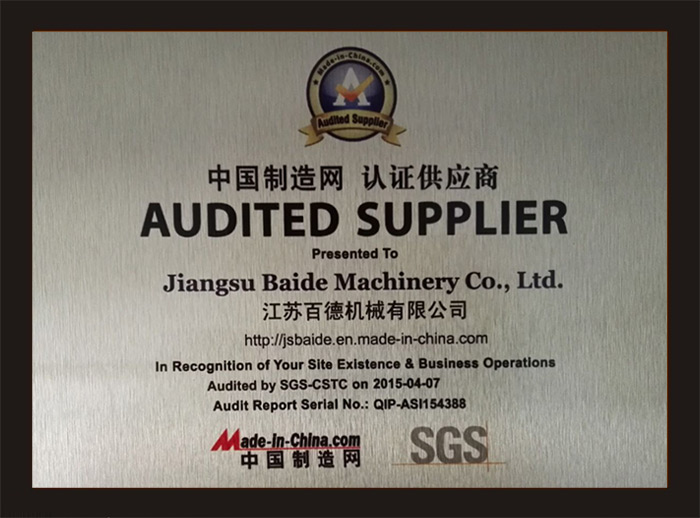 Made-in-China.com
A
Audited Supplier
中国制造网 认证供应商
AUDITED SUPPLIER
Presented To
Jiangsu Baide Machinery Co., Ltd.
江苏百德机械有限公司
http://jsbaide.en.made-in-china.com
In Recognition of Your Site Existence & Business Operations
Audited by SGS-CSTC on 2015-04-07
Audit Report Serial No.: QIP-ASI154388
Made-in-China.com
中国制造网
SGS